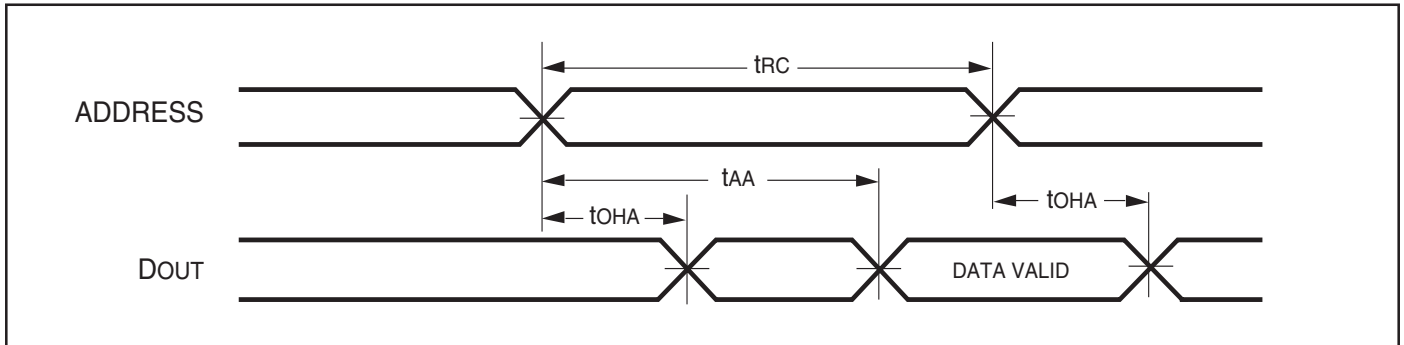 tRC
ADDRESS
tAA
tOHA
tOHA
DOUT
DATA VALID